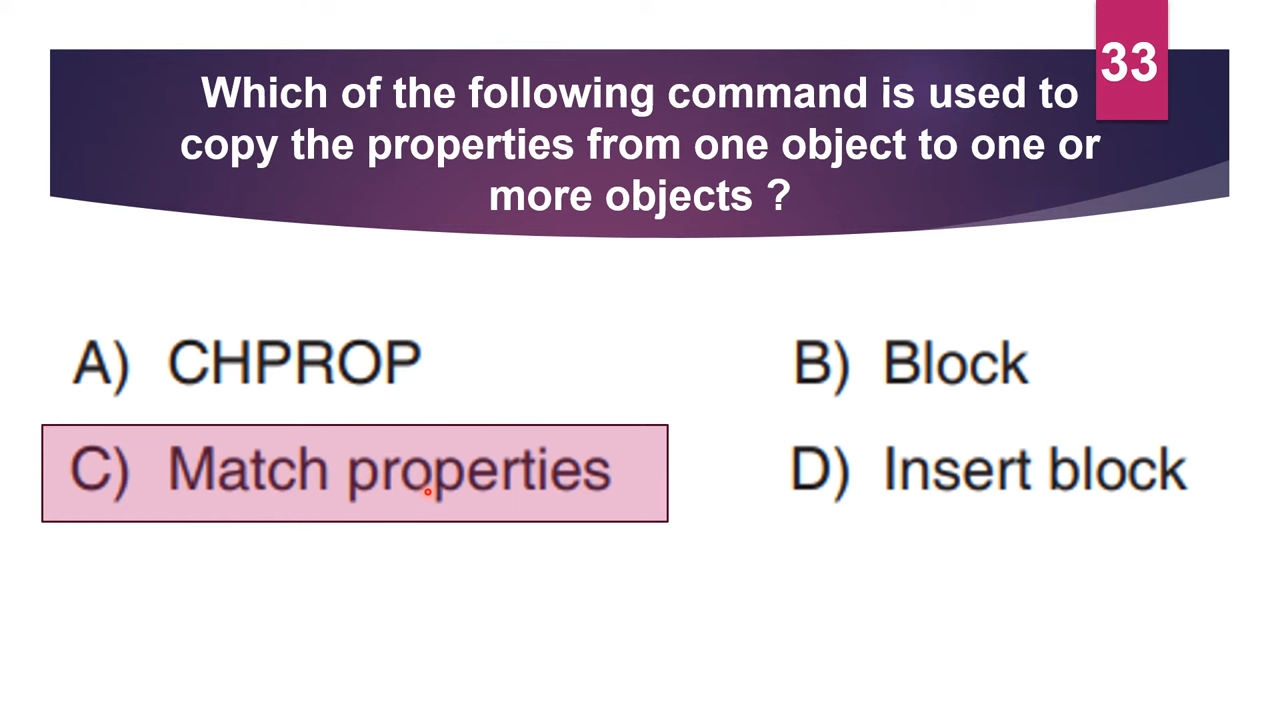 33
Which of the following command is used to
copy the properties from one object to one or
more objects ?
A) CHPROP
B) Block
C) Match properties
D) Insert block